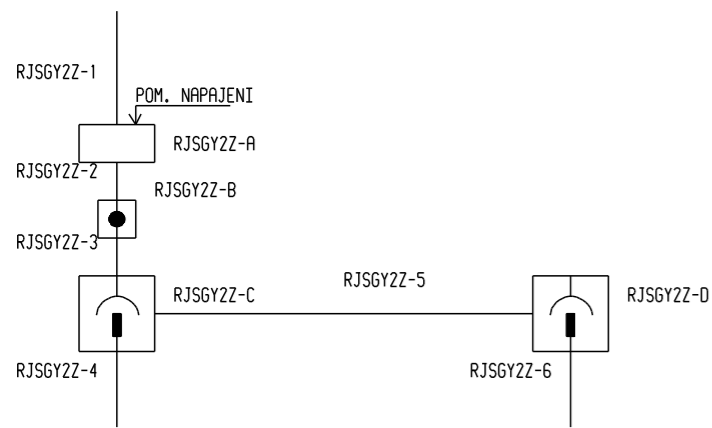 RJSGY2Z-1
POM. NAPAJENI
RJSGY2Z-A
RJSGY2Z-2
RJSGY2Z-B
RJSGY2Z-3
RJSGY2Z-5
RJSGY2Z-C
RJSGY2Z-D
RJSGY2Z-4
RJSGY2Z-6